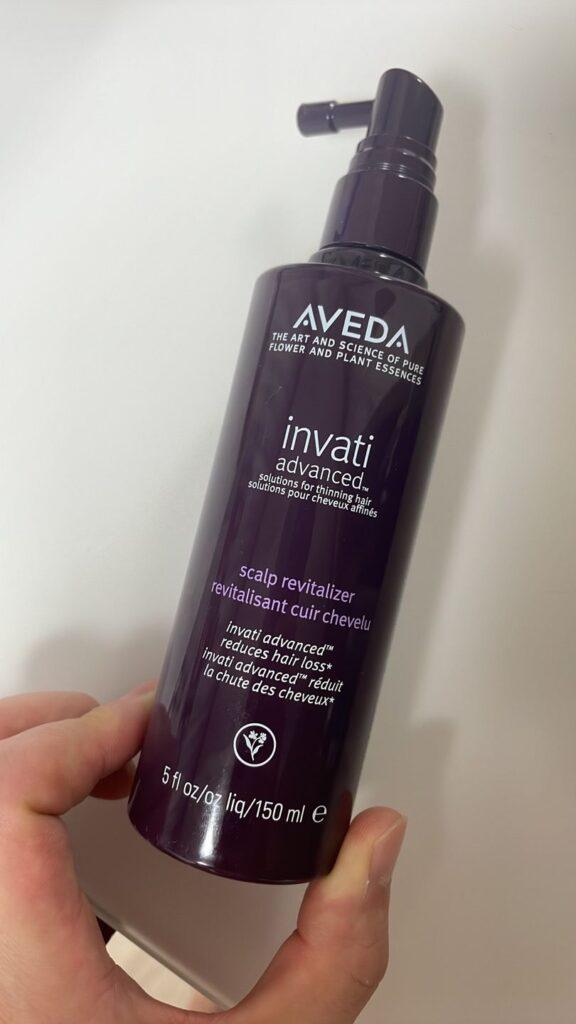 AVEDA
THE ART AND SCIENCE OF PURE
FLOWER AND PLANT ESSENCES
invati
advanced™
solutions for thinning hair
solutions pour cheveux affinés
scalp revitalizer
revitalisant cuir chevelu
invati advanced™
reduces hair loss*
invati advanced™ réduit
la chute des cheveux*
5 fl oz/oz liq/150 ml ℮